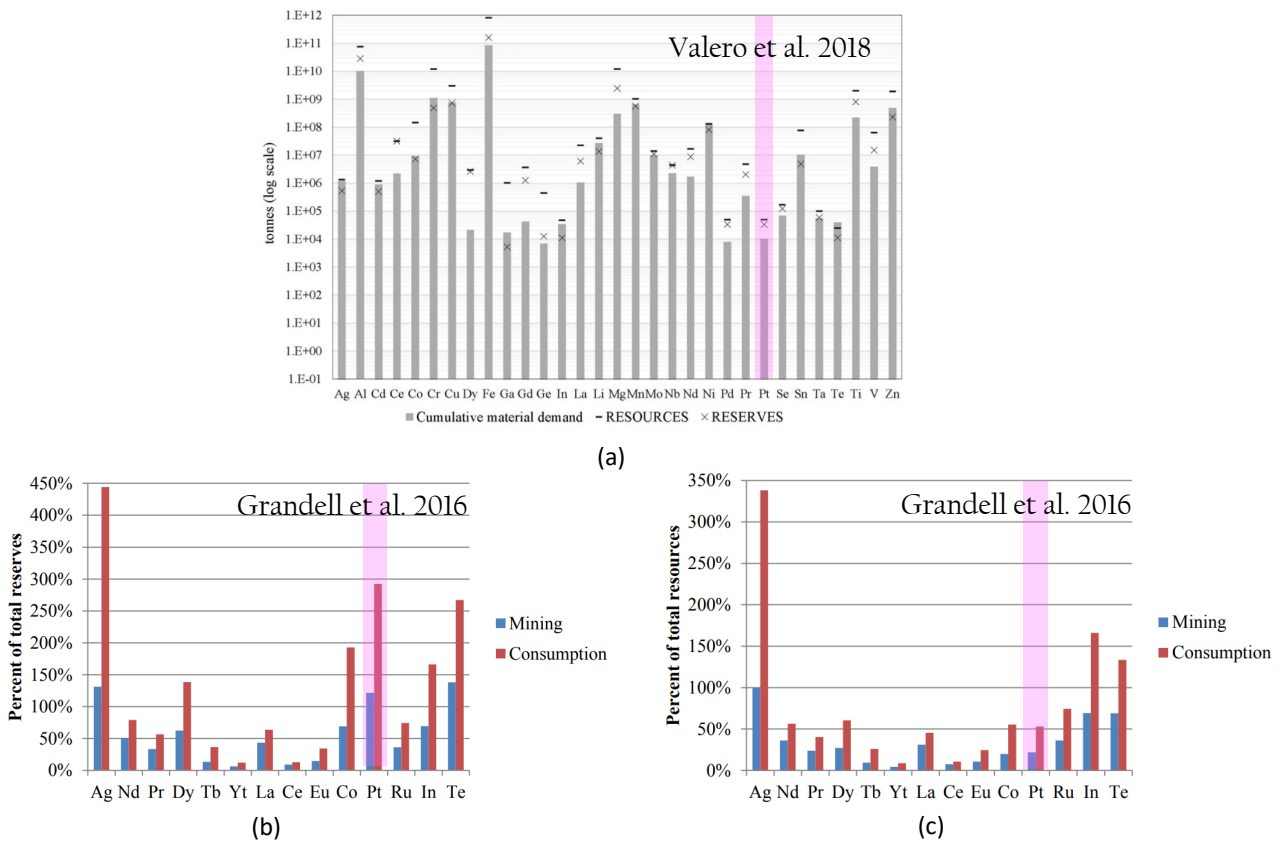 1.E+12
1.E+11
1.E+10
1.E+09
1.E+08
1.E+07
1.E+06
1.E+05
1.E+04
1.E+03
1.E+02
1.E+01
1.E+00
1.E-01
tonnes (log scale)
Valero et al. 2018
Ag Al Cd Ce Co Cr Cu Dy Fe Ga Gd Ge In La Li Mg Mn Mo Nb Nd Ni Pd Pr Pt Se Sn Ta Te Ti V Zn
Cumulative material demand RESOURCES RESERVES
(a)
450%
400%
350%
300%
250%
200%
150%
100%
50%
0%
Percent of total reserves
Grandell et al. 2016
Mining
Consumption
Ag Nd Pr Dy Tb Yt La Ce Eu Co Pt Ru In Te
(b)
350%
300%
250%
200%
150%
100%
50%
0%
Percent of total resources
Grandell et al. 2016
Mining
Consumption
Ag Nd Pr Dy Tb Yt La Ce Eu Co Pt Ru In Te
(c)